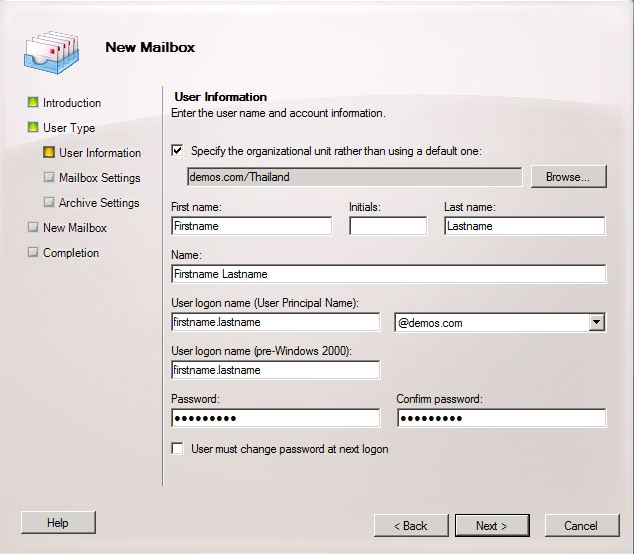 New Mailbox
Introduction
User Type
User Information
Mailbox Settings
Archive Settings
New Mailbox
Completion
User Information
Enter the user name and account information.
Specify the organizational unit rather than using a default one:
demos.com/Thailand
Browse...
First name:
Initials:
Last name:
Firstname
Lastname
Name:
Firstname Lastname
User logon name (User Principal Name):
firstname.lastname
@demos.com
User logon name (pre-Windows 2000):
firstname.lastname
Password:
Confirm password:
●●●●●●●●●
●●●●●●●●●
User must change password at next logon
Help
< Back
Next >
Cancel